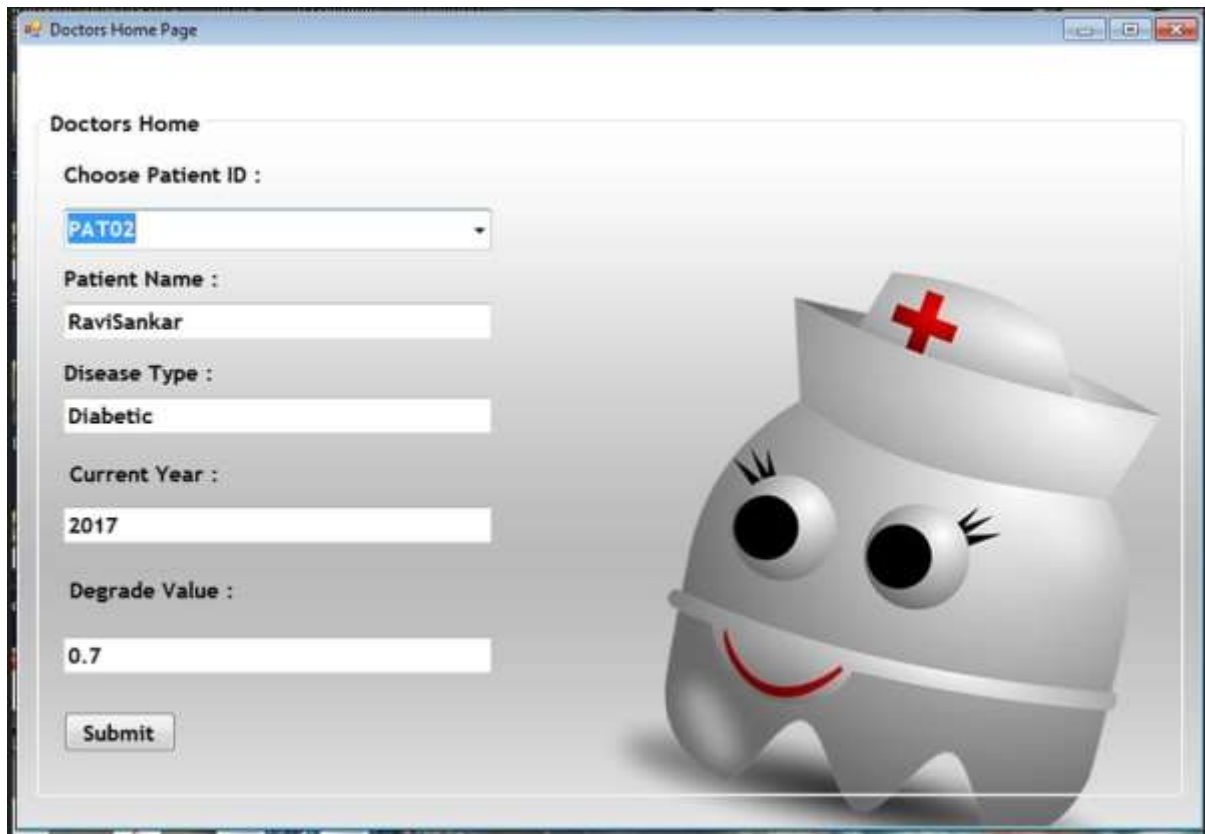 Doctors Home Page
Doctors Home
Choose Patient ID :
PAT02
Patient Name :
RaviSankar
Disease Type :
Diabetic
Current Year :
2017
Degrade Value :
0.7
Submit